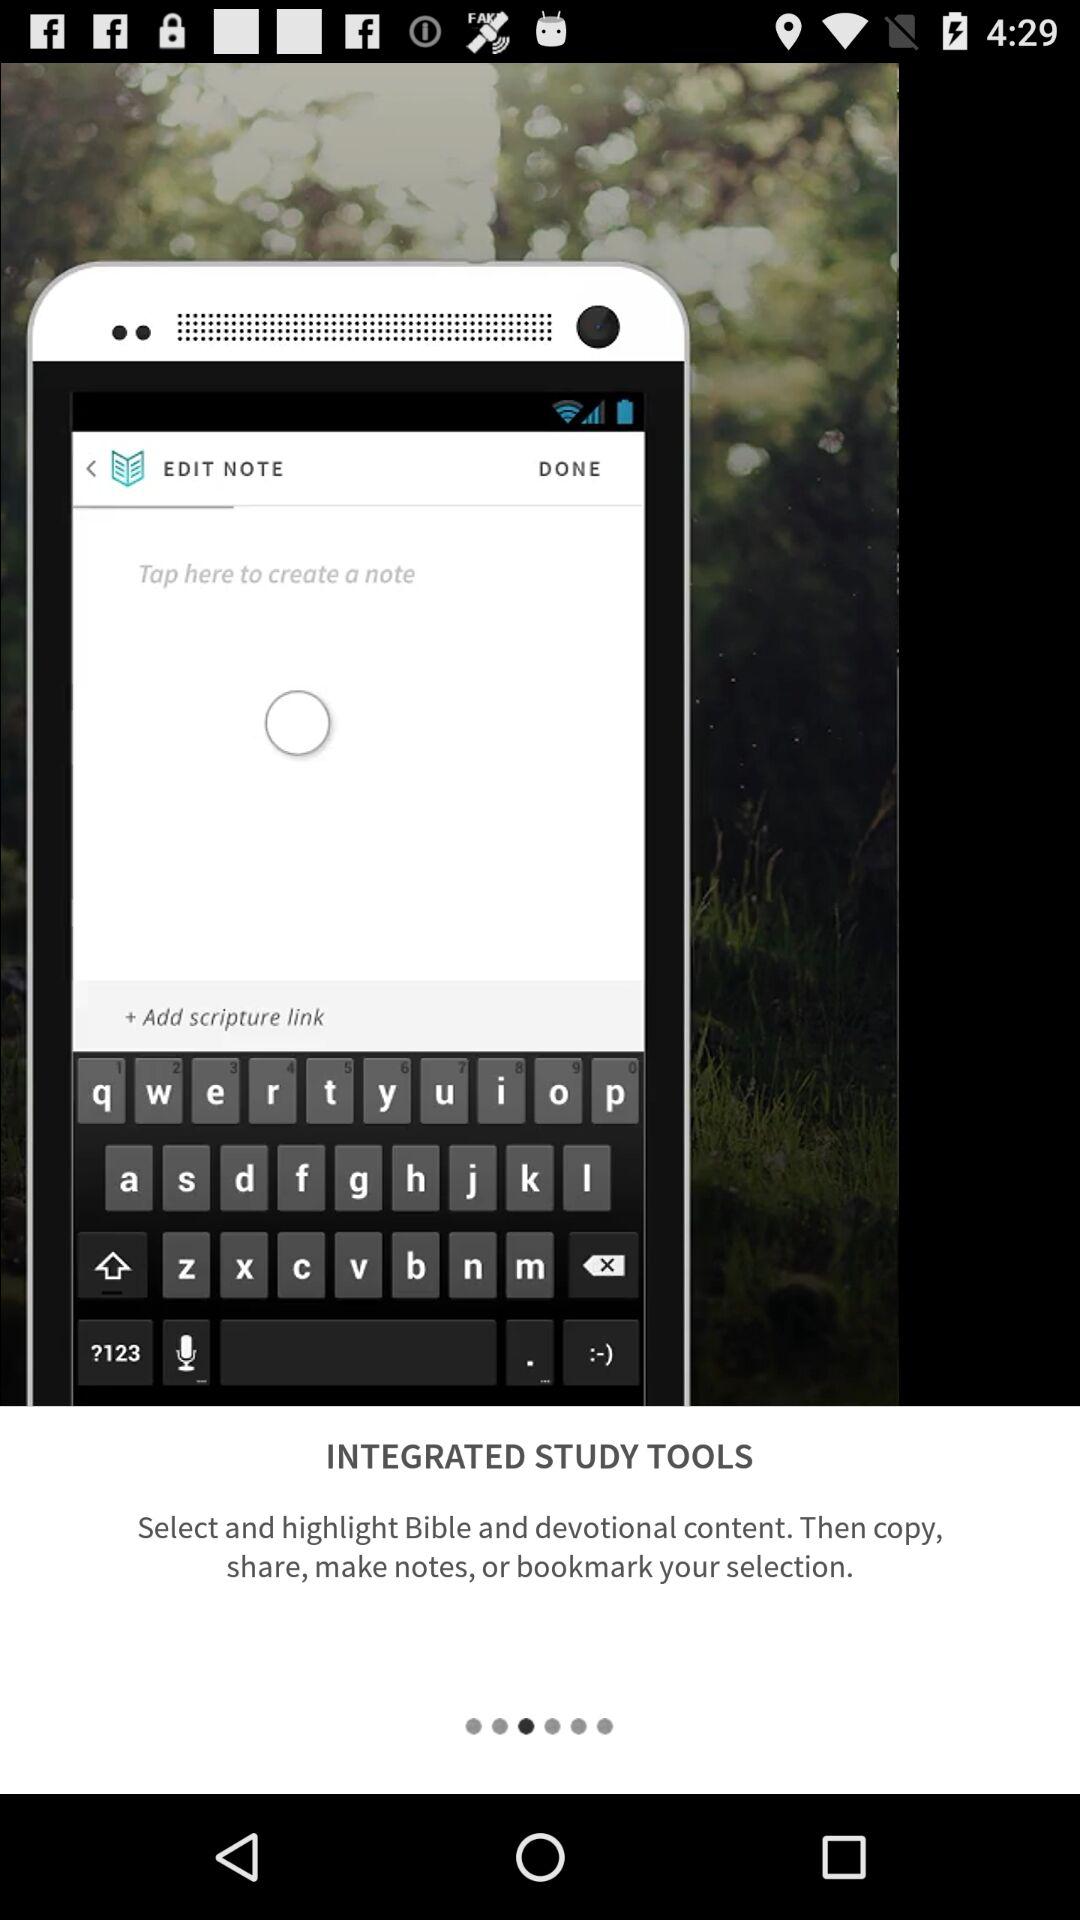 FAKE
4:29
EDIT NOTE
DONE
Tap here to create a note
+ Add scripture link
1 2 3 4 5 6 7 8 9 0
q w e r t y u i o p
a s d f g h j k l
z x c v b n m
?123 . :-)
INTEGRATED STUDY TOOLS
Select and highlight Bible and devotional content. Then copy,
share, make notes, or bookmark your selection.